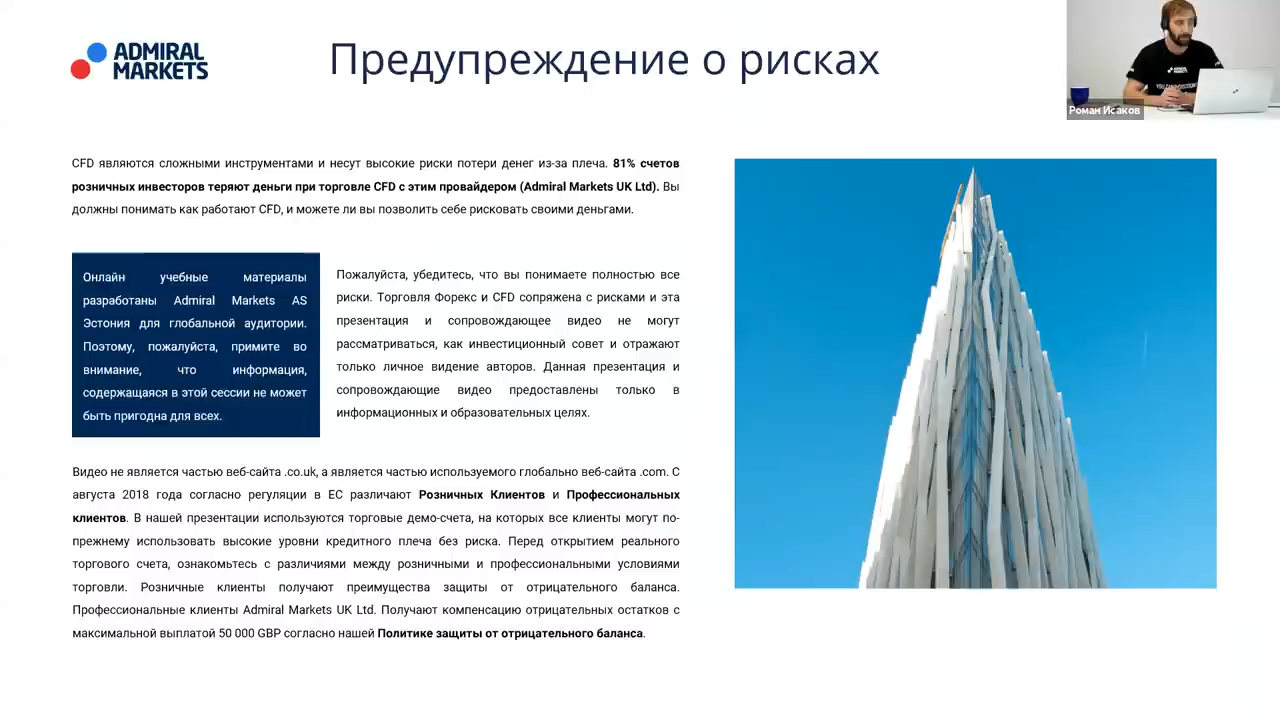 ADMIRAL
MARKETS
Предупреждение о рисках
ADMIRAL
MARKETS
Роман Исаков
CFD являются сложными инструментами и несут высокие риски потери денег из-за плеча. 81% счетов
розничных инвесторов теряют деньги при торговле CFD с этим провайдером (Admiral Markets UK Ltd). Вы
должны понимать как работают CFD, и можете ли вы позволить себе рисковать своими деньгами.
Онлайн учебные материалы
разработаны Admiral Markets AS
Эстония для глобальной аудитории.
Поэтому, пожалуйста, примите во
внимание, что информация,
содержащаяся в этой сессии не может
быть пригодна для всех.
Пожалуйста, убедитесь, что вы понимаете полностью все
риски. Торговля Форекс и CFD сопряжена с рисками и эта
презентация и сопровождающее видео не могут
рассматриваться, как инвестиционный совет и отражают
только личное видение авторов. Данная презентация и
сопровождающие видео предоставлены только в
информационных и образовательных целях.
Видео не является частью веб-сайта .co.uk, а является частью используемого глобально веб-сайта .com. С
августа 2018 года согласно регуляции в ЕС различают Розничных Клиентов и Профессиональных
клиентов. В нашей презентации используются торговые демо-счета, на которых все клиенты могут по-
прежнему использовать высокие уровни кредитного плеча без риска. Перед открытием реального
торгового счета, ознакомьтесь с различиями между розничными и профессиональными условиями
торговли. Розничные клиенты получают преимущества защиты от отрицательного баланса.
Профессиональные клиенты Admiral Markets UK Ltd. Получают компенсацию отрицательных остатков с
максимальной выплатой 50 000 GBP согласно нашей Политике защиты от отрицательного баланса.